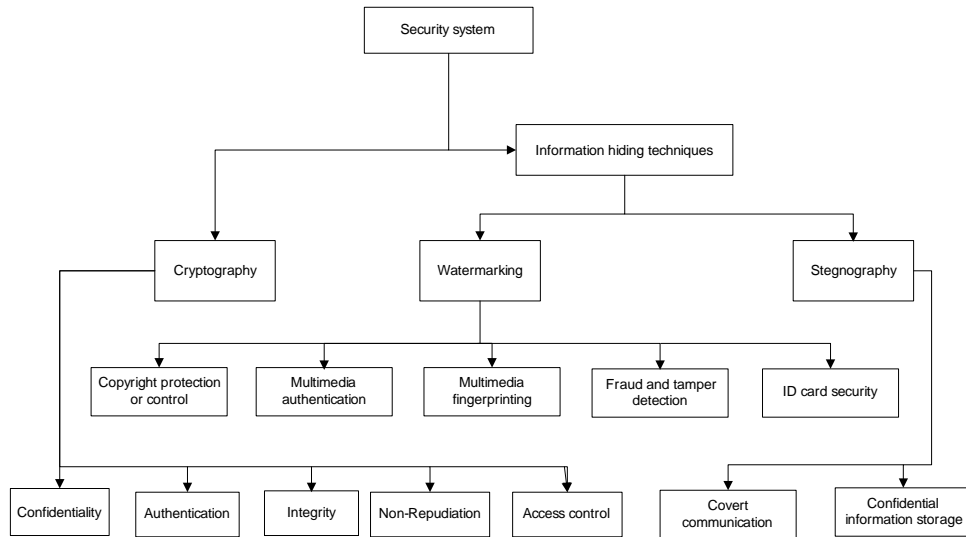 Security system
Information hiding techniques
Cryptography
Watermarking
Stegnography
Copyright protection
or control
Multimedia
authentication
Multimedia
fingerprinting
Fraud and tamper
detection
ID card security
Confidentiality
Authentication
Integrity
Non-Repudiation
Access control
Covert
communication
Confidential
information storage